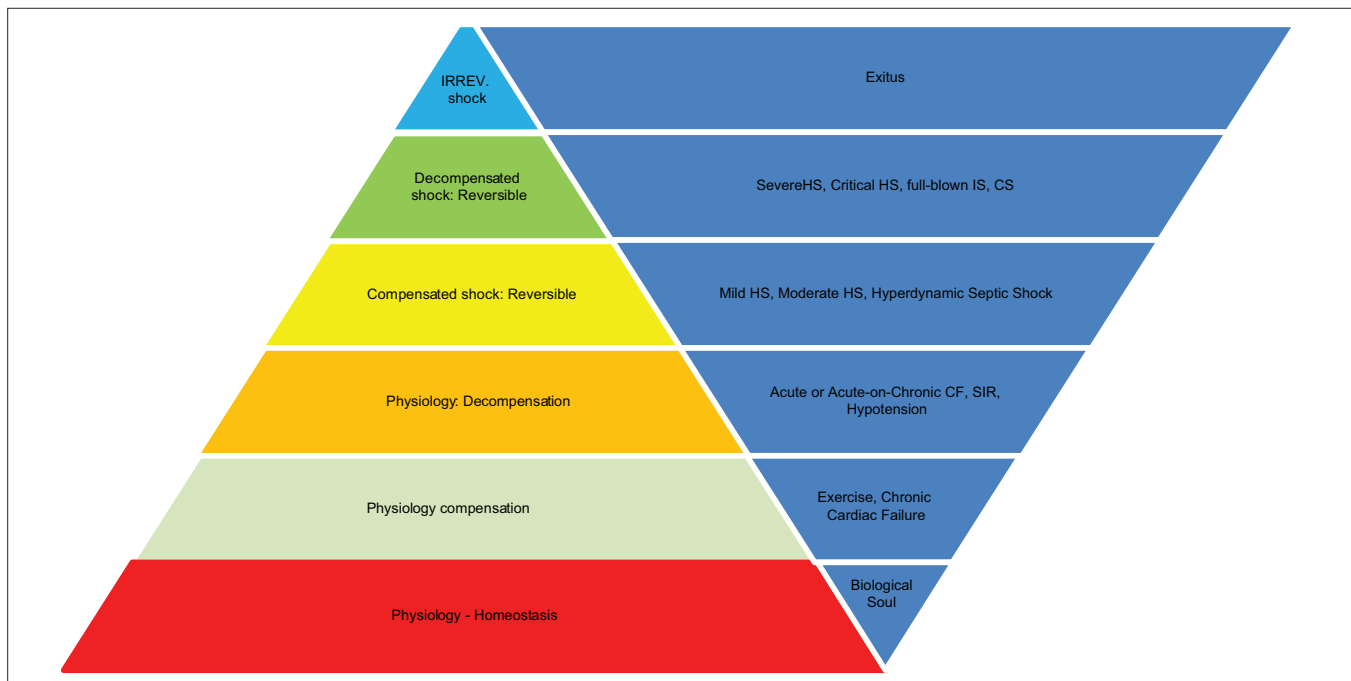 IRREV.
shock
Exitus
Decompensated
shock: Reversible
SevereHS, Critical HS, full-blown IS, CS
Compensated shock: Reversible
Mild HS, Moderate HS, Hyperdynamic Septic Shock
Physiology: Decompensation
Acute or Acute-on-Chronic CF, SIR,
Hypotension
Physiology compensation
Exercise, Chronic
Cardiac Failure
Physiology - Homeostasis
Biological
Soul